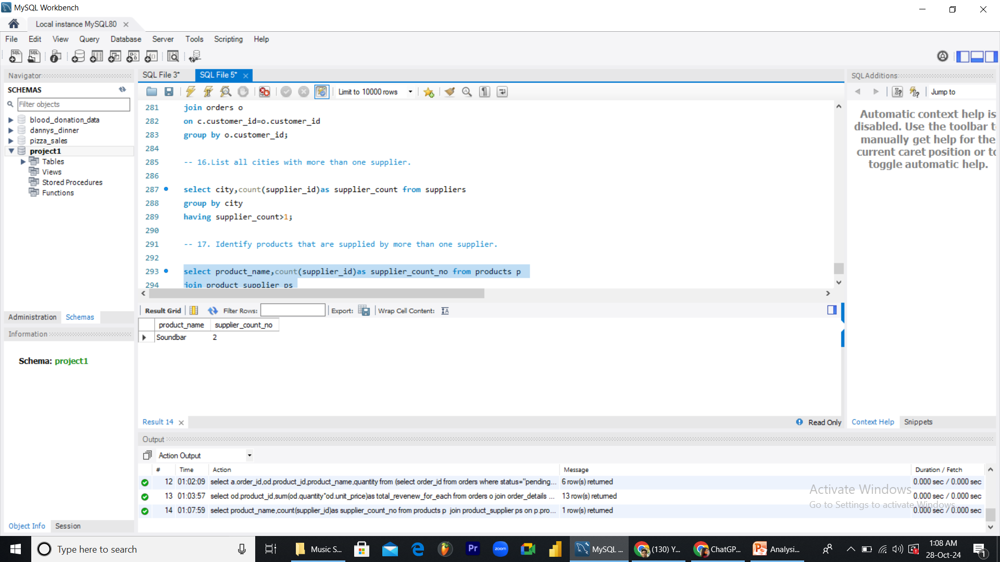 MySQL Workbench
Local instance MySQL80
File Edit View Query Database Server Tools Scripting Help
Navigator
SCHEMAS
Filter objects
blood_donation_data
dannys_dinner
pizza_sales
project1
Tables
Views
Stored Procedures
Functions
Administration Schemas
Information
Schema: project1
Object Info Session
SQL File 3* SQL File 5*
Limit to 10000 rows
281 join orders o
282 on c.customer_id=o.customer_id
283 group by o.customer_id;
284
285 -- 16.List all cities with more than one supplier.
286
287 select city,count(supplier_id)as supplier_count from suppliers
288 group by city
289 having supplier_count>1;
290
291 -- 17. Identify products that are supplied by more than one supplier.
292
293 select product_name,count(supplier_id)as supplier_count_no from products p
294 join product_supplier ps
Result Grid Filter Rows: Export: Wrap Cell Content:
product_name supplier_count_no
Soundbar 2
Result 14 Read Only
SQLAdditions
Jump to
Automatic context help is
disabled. Use the toolbar t
manually get help for the
current caret position or to
toggle automatic help.
Context Help Snippets
Output
Action Output
# Time Action Message Duration / Fetch
12 01:02:09 select a.order_id,od.product_id,product_name,quantity from (select order_id from orders where status="pending... 6 row(s) returned 0.000 sec / 0.000 sec
13 01:03:57 select od.product_id,sum(od.quantity*od.unit_price)as total_revenew_for_each from orders o join order_details ... 13 row(s) returned 0.000 sec / 0.000 sec
14 01:07:59 select product_name,count(supplier_id)as supplier_count_no from products p join product_supplier ps on p.pro... 1 row(s) returned 0.000 sec / 0.000 sec
Activate Windows
Go to Settings to activate Windows.
Type here to search
Music S...
Pr
zoom
MySQL ...
(130) Y...
ChatGP...
Analysi...
1:08 AM
28-Oct-24
1